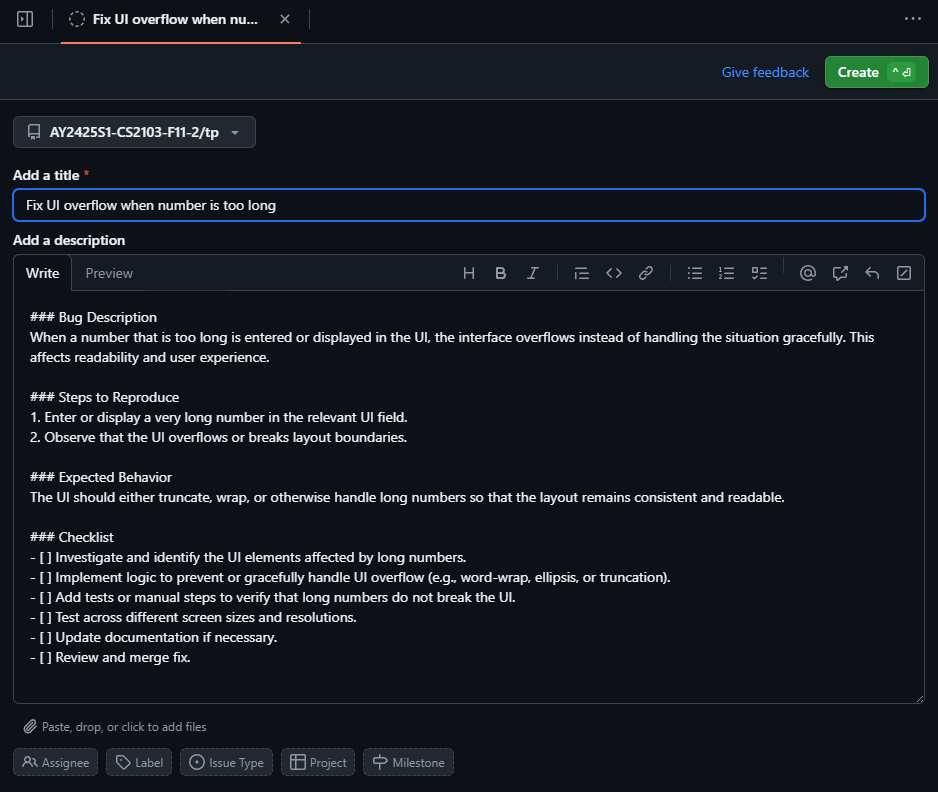 Fix UI overflow when nu...
Give feedback
Create
AY2425S1-CS2103-F11-2/tp
Add a title *
Fix UI overflow when number is too long
Add a description
Write Preview
### Bug Description
When a number that is too long is entered or displayed in the UI, the interface overflows instead of handling the situation gracefully. This
affects readability and user experience.
### Steps to Reproduce
1. Enter or display a very long number in the relevant UI field.
2. Observe that the UI overflows or breaks layout boundaries.
### Expected Behavior
The UI should either truncate, wrap, or otherwise handle long numbers so that the layout remains consistent and readable.
### Checklist
- [ ] Investigate and identify the UI elements affected by long numbers.
- [ ] Implement logic to prevent or gracefully handle UI overflow (e.g., word-wrap, ellipsis, or truncation).
- [ ] Add tests or manual steps to verify that long numbers do not break the UI.
- [ ] Test across different screen sizes and resolutions.
- [ ] Update documentation if necessary.
- [ ] Review and merge fix.
Paste, drop, or click to add files
Assignee Label Issue Type Project Milestone